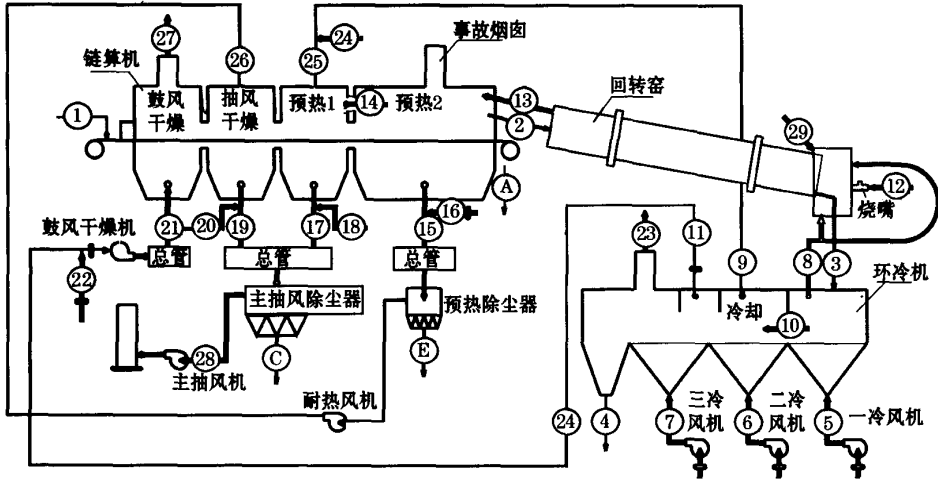 26
25
24
27
事故烟囱
链箅机
回转窑
鼓风
干燥
抽风
干燥
预热1
14
预热2
13
2
1
29
12
烧嘴
A
16
鼓风干燥机
21
20
19
17
18
15
23
11
9
8
3
环冷机
总管
总管
总管
22
主抽风除尘器
预热除尘器
冷却
10
28
C
E
主抽风机
耐热风机
24
4
三冷
风机
7
二冷
风机
6
一冷风机
5